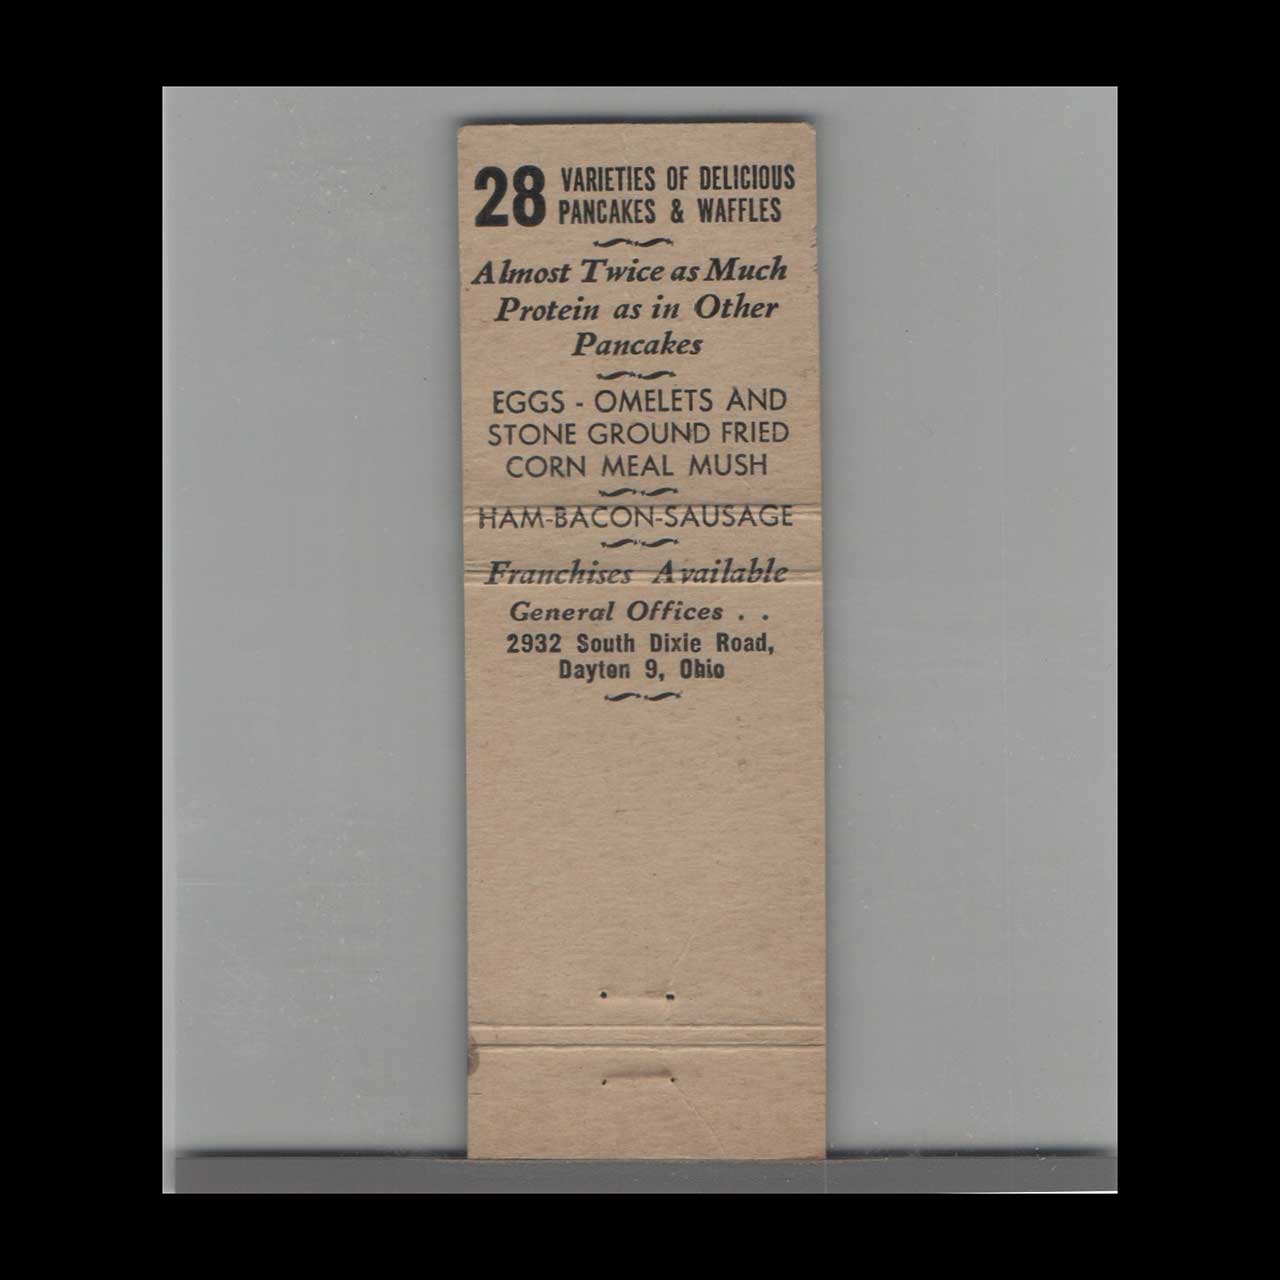 28 VARIETIES OF DELICIOUS
PANCAKES & WAFFLES
Almost Twice as Much
Protein as in Other
Pancakes
EGGS - OMELETS AND
STONE GROUND FRIED
CORN MEAL MUSH
HAM-BACON-SAUSAGE
Franchises Available
General Offices . .
2932 South Dixie Road,
Dayton 9, Ohio